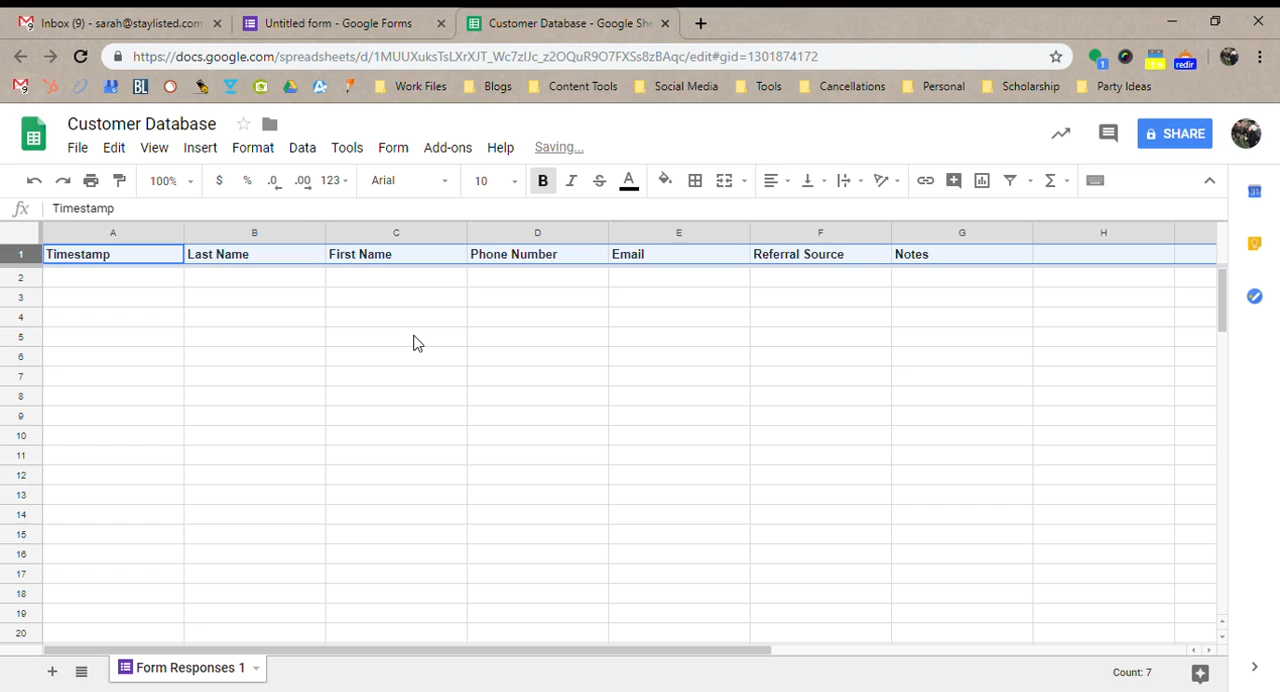 Inbox (9) - sarah@staylisted.com
Untitled form - Google Forms
Customer Database - Google She
https://docs.google.com/spreadsheets/d/1MUUXuksTsLXrXJT_Wc7zlJc_z2OQuR9O7FXSs8zBAqc/edit#gid=1301874172
1
redir
BL
Work Files
Blogs
Content Tools
Social Media
Tools
Cancellations
Personal
Scholarship
Party Ideas
Customer Database
File Edit View Insert Format Data Tools Form Add-ons Help Saving...
SHARE
100% $ % .0 .00 123 Arial 10 B I S A
fx Timestamp
A B C D E F G H
1 Timestamp Last Name First Name Phone Number Email Referral Source Notes
2
3
4
5
6
7
8
9
10
11
12
13
14
15
16
17
18
19
20
Form Responses 1
Count: 7